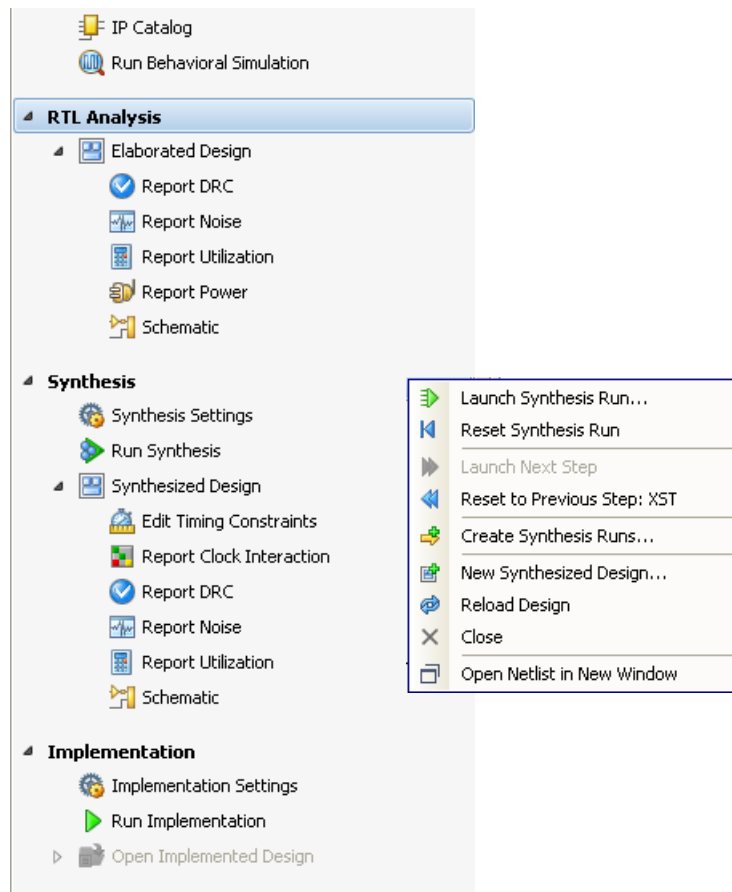 IP Catalog
Run Behavioral Simulation
RTL Analysis
Elaborated Design
Report DRC
Report Noise
Report Utilization
Report Power
Schematic
Synthesis
Synthesis Settings
Run Synthesis
Synthesized Design
Edit Timing Constraints
Report Clock Interaction
Report DRC
Report Noise
Report Utilization
Schematic
Implementation
Implementation Settings
Run Implementation
Open Implemented Design
Launch Synthesis Run...
Reset Synthesis Run
Launch Next Step
Reset to Previous Step: XST
Create Synthesis Runs...
New Synthesized Design...
Reload Design
Close
Open Netlist in New Window